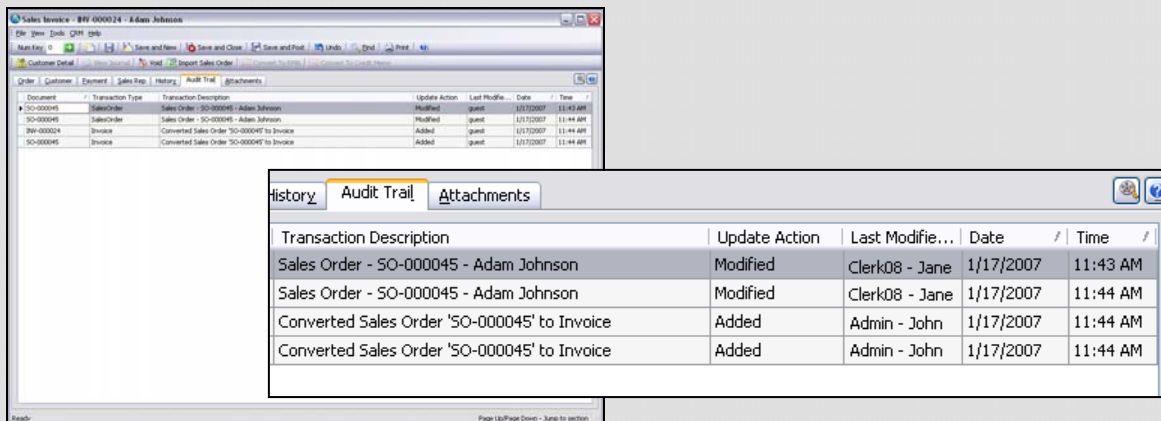 Sales Invoice - INV-000024 - Adam Johnson
File View Tools CRM Help
Num Key 0 Save and New Save and Close Save and Post Undo Find Print
Customer Detail View Journal Void Import Sales Order Convert To Credit Memo
Order Customer Payment Sales Rep History Audit Trail Attachments
Document Transaction Type Transaction Description Update Action Last Modifie... Date Time
SO-000045 SalesOrder Sales Order - SO-000045 - Adam Johnson Modified guest 1/17/2007 11:43 AM
SO-000045 SalesOrder Sales Order - SO-000045 - Adam Johnson Modified guest 1/17/2007 11:44 AM
INV-000024 Invoice Converted Sales Order 'SO-000045' to Invoice Added guest 1/17/2007 11:44 AM
SO-000045 Invoice Converted Sales Order 'SO-000045' to Invoice Added guest 1/17/2007 11:44 AM
History Audit Trail Attachments
Transaction Description Update Action Last Modifie... Date Time
Sales Order - SO-000045 - Adam Johnson Modified Clerk08 - Jane 1/17/2007 11:43 AM
Sales Order - SO-000045 - Adam Johnson Modified Clerk08 - Jane 1/17/2007 11:44 AM
Converted Sales Order 'SO-000045' to Invoice Added Admin - John 1/17/2007 11:44 AM
Converted Sales Order 'SO-000045' to Invoice Added Admin - John 1/17/2007 11:44 AM
Ready Page Up/Page Down - Jump to section